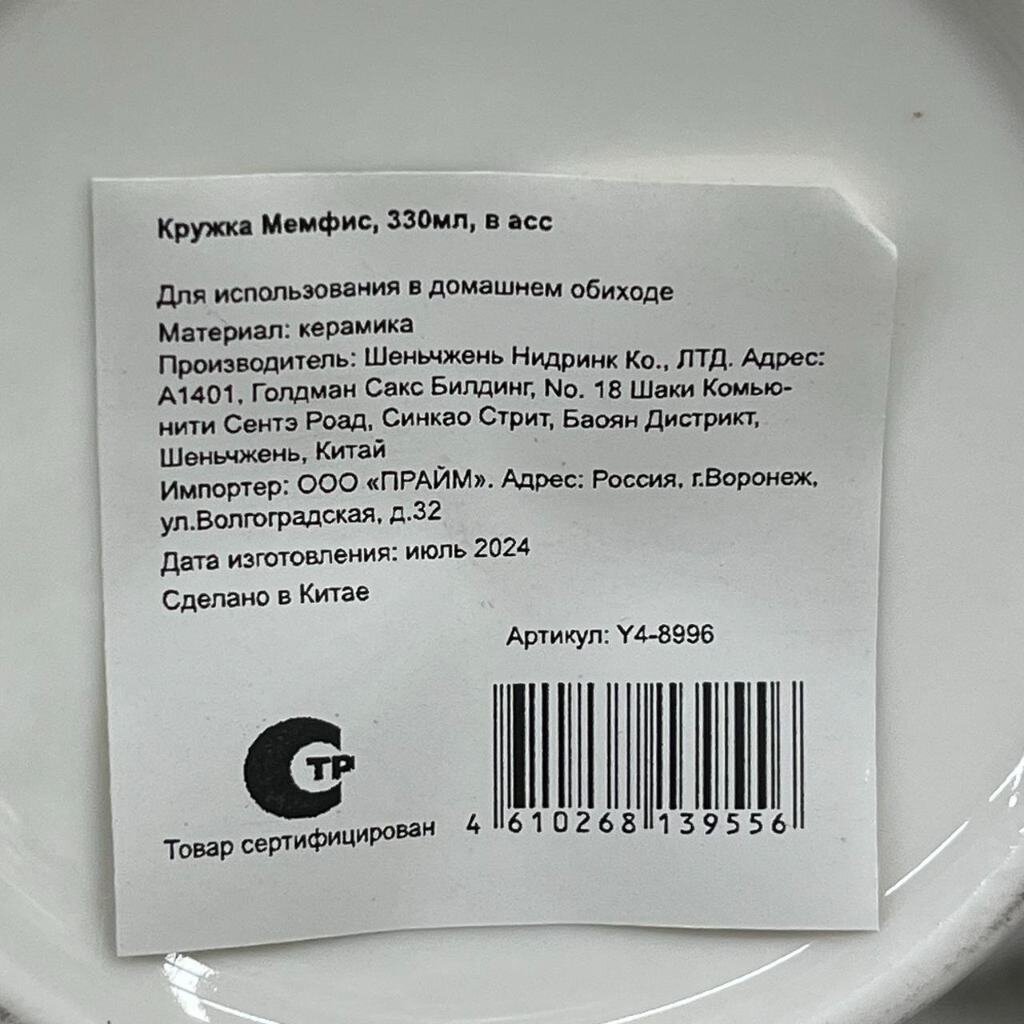 Кружка Мемфис, 330мл, в асс
Для использования в домашнем обиходе
Материал: керамика
Производитель: Шеньчжень Нидринк Ко., ЛТД. Адрес:
А1401, Голдман Сакс Билдинг, No. 18 Шаки Комью-
нити Сентэ Роад, Синкао Стрит, Баоян Дистрикт,
Шеньчжень, Китай
Импортер: ООО «ПРАЙМ». Адрес: Россия, г.Воронеж,
ул.Волгоградская, д.32
Дата изготовления: июль 2024
Сделано в Китае
Артикул: Y4-8996
СТР
Товар сертифицирован
4 610268 139556